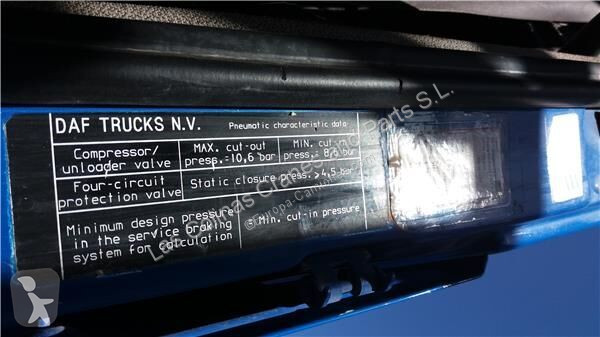 DAF TRUCKS N.V. Pneumatic characteristic data
Compressor/
unloader valve
MAX. cut-out
press.=10,6 bar
MIN. cut-in
press.= 8,6 bar
Four-circuit
protection valve
Static closure press. >4,5 bar
Minimum design pressure
in the service braking
system for calculation
= Min. cut-in pressure
Parts S.L.